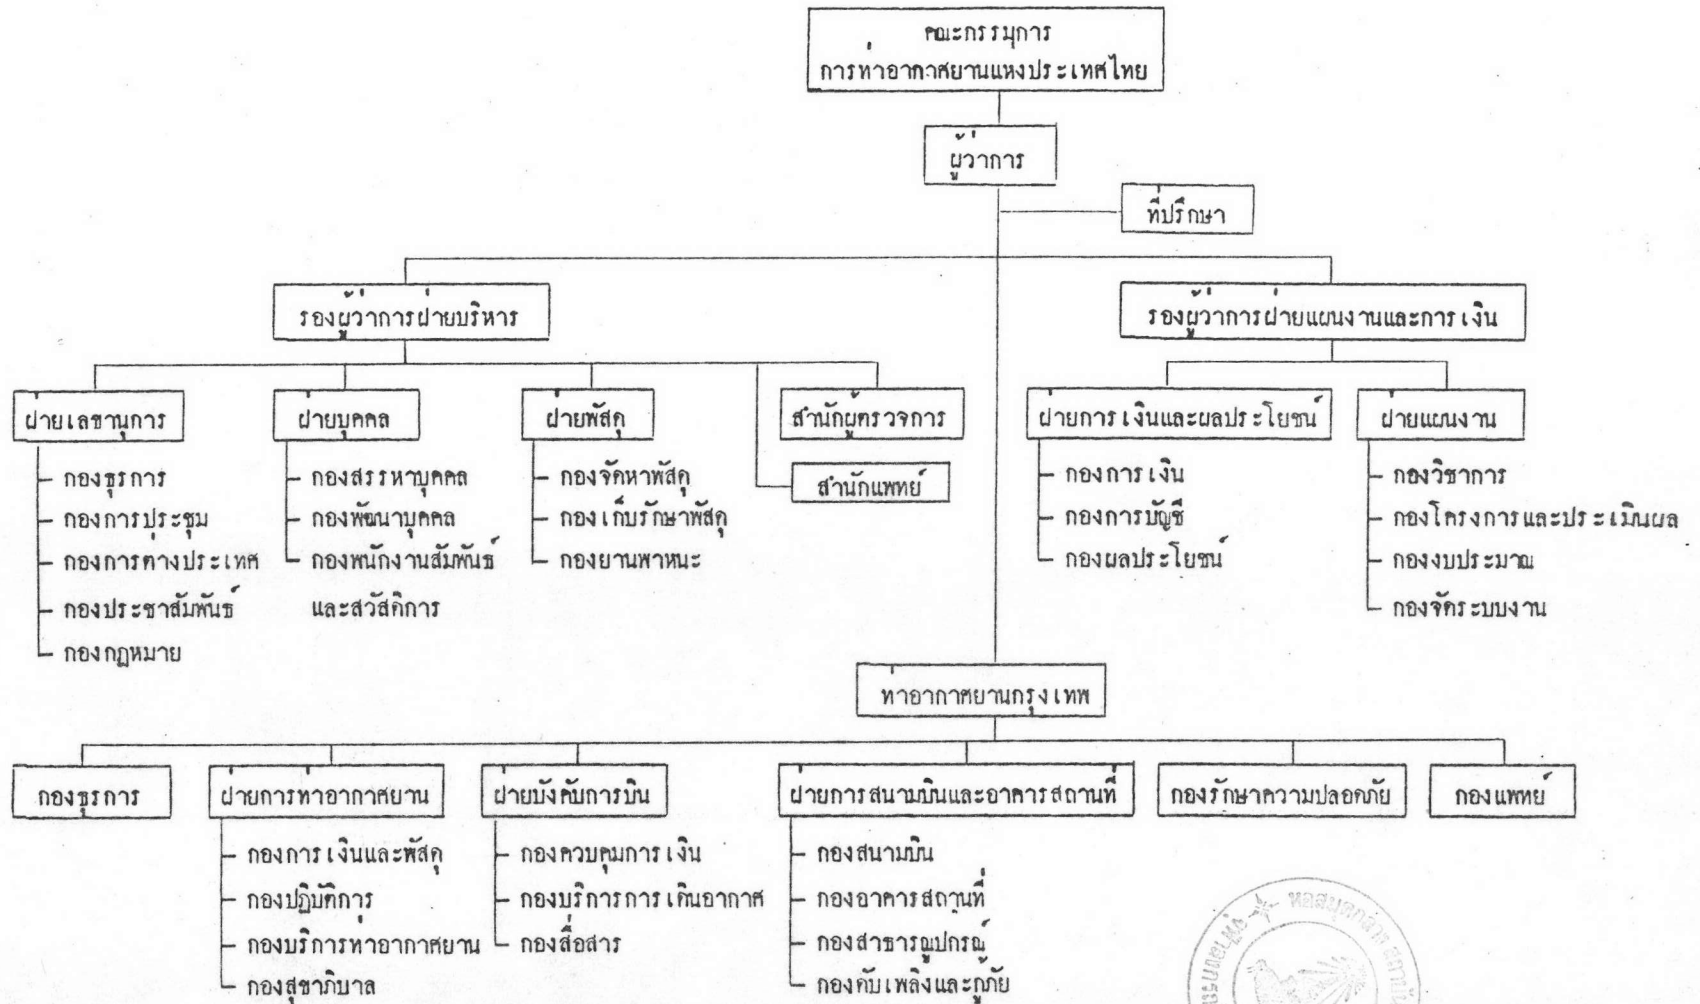 คณะกรรมการ
การท่าอากาศยานแห่งประเทศไทย
ผู้ว่าการ
ที่ปรึกษา
รองผู้ว่าการฝ่ายบริหาร
รองผู้ว่าการฝ่ายแผนงานและการเงิน
ฝ่ายเลขานุการ
กองธุรการ
กองการประชุม
กองการต่างประเทศ
กองประชาสัมพันธ์
กองกฎหมาย
ฝ่ายบุคคล
กองสรรหาบุคคล
กองพัฒนาบุคคล
กองพนักงานสัมพันธ์
และสวัสดิการ
ฝ่ายพัสดุ
กองจัดหาพัสดุ
กองเก็บรักษาพัสดุ
กองยานพาหนะ
สำนักผู้ตรวจการ
สำนักแพทย์
ฝ่ายการเงินและผลประโยชน์
กองการเงิน
กองการบัญชี
กองผลประโยชน์
ฝ่ายแผนงาน
กองวิชาการ
กองโครงการและประเมินผล
กองงบประมาณ
กองจัดระบบงาน
ท่าอากาศยานกรุงเทพ
กองธุรการ
ฝ่ายการท่าอากาศยาน
กองการเงินและพัสดุ
กองปฏิบัติการ
กองบริการท่าอากาศยาน
กองสุขาภิบาล
ฝ่ายบังคับการบิน
กองควบคุมการเงิน
กองบริการการเดินอากาศ
กองสื่อสาร
ฝ่ายการสนามบินและอาคารสถานที่
กองสนามบิน
กองอาคารสถานที่
กองสาธารณูปกรณ์
กองดับเพลิงและกู้ภัย
กองรักษาความปลอดภัย
กองแพทย์
หอสมุดกลาง